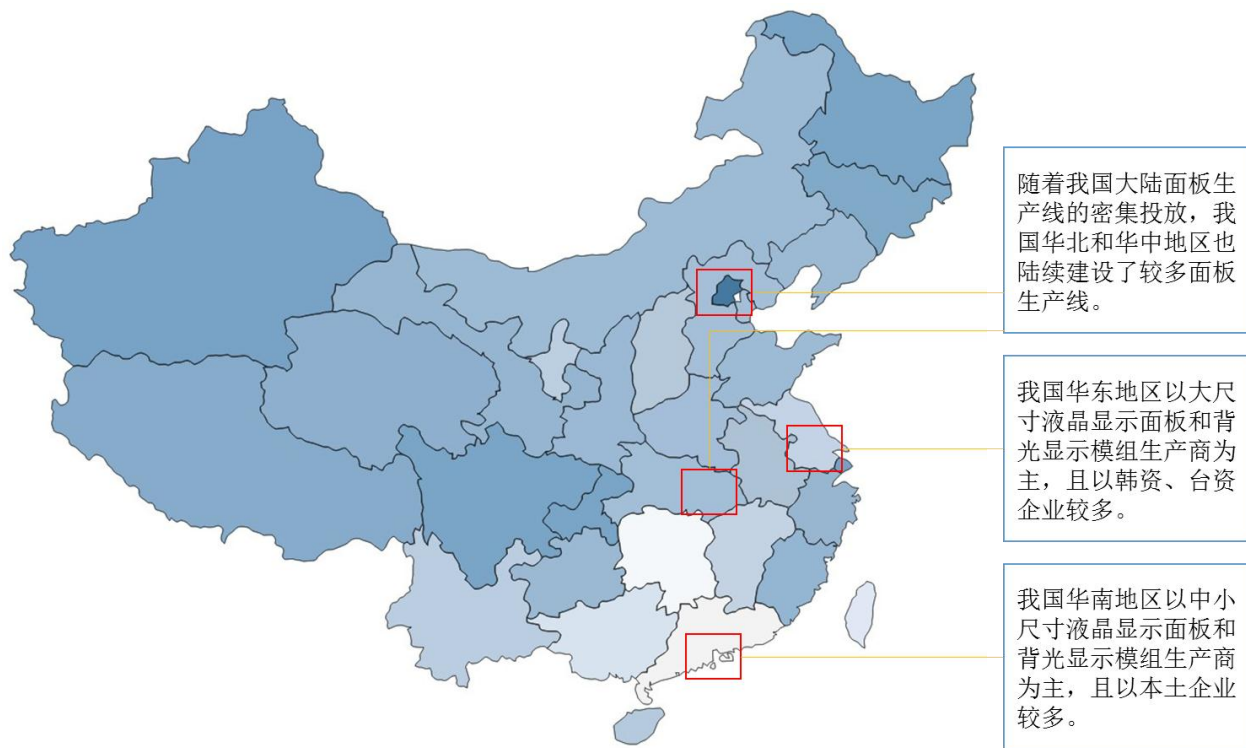 随着我国大陆面板生
产线的密集投放，我
国华北和华中地区也
陆续建设了较多面板
生产线。
我国华东地区以大尺
寸液晶显示面板和背
光显示模组生产商为
主，且以韩资、台资
企业较多。
我国华南地区以中小
尺寸液晶显示面板和
背光显示模组生产商
为主，且以本土企业
较多。